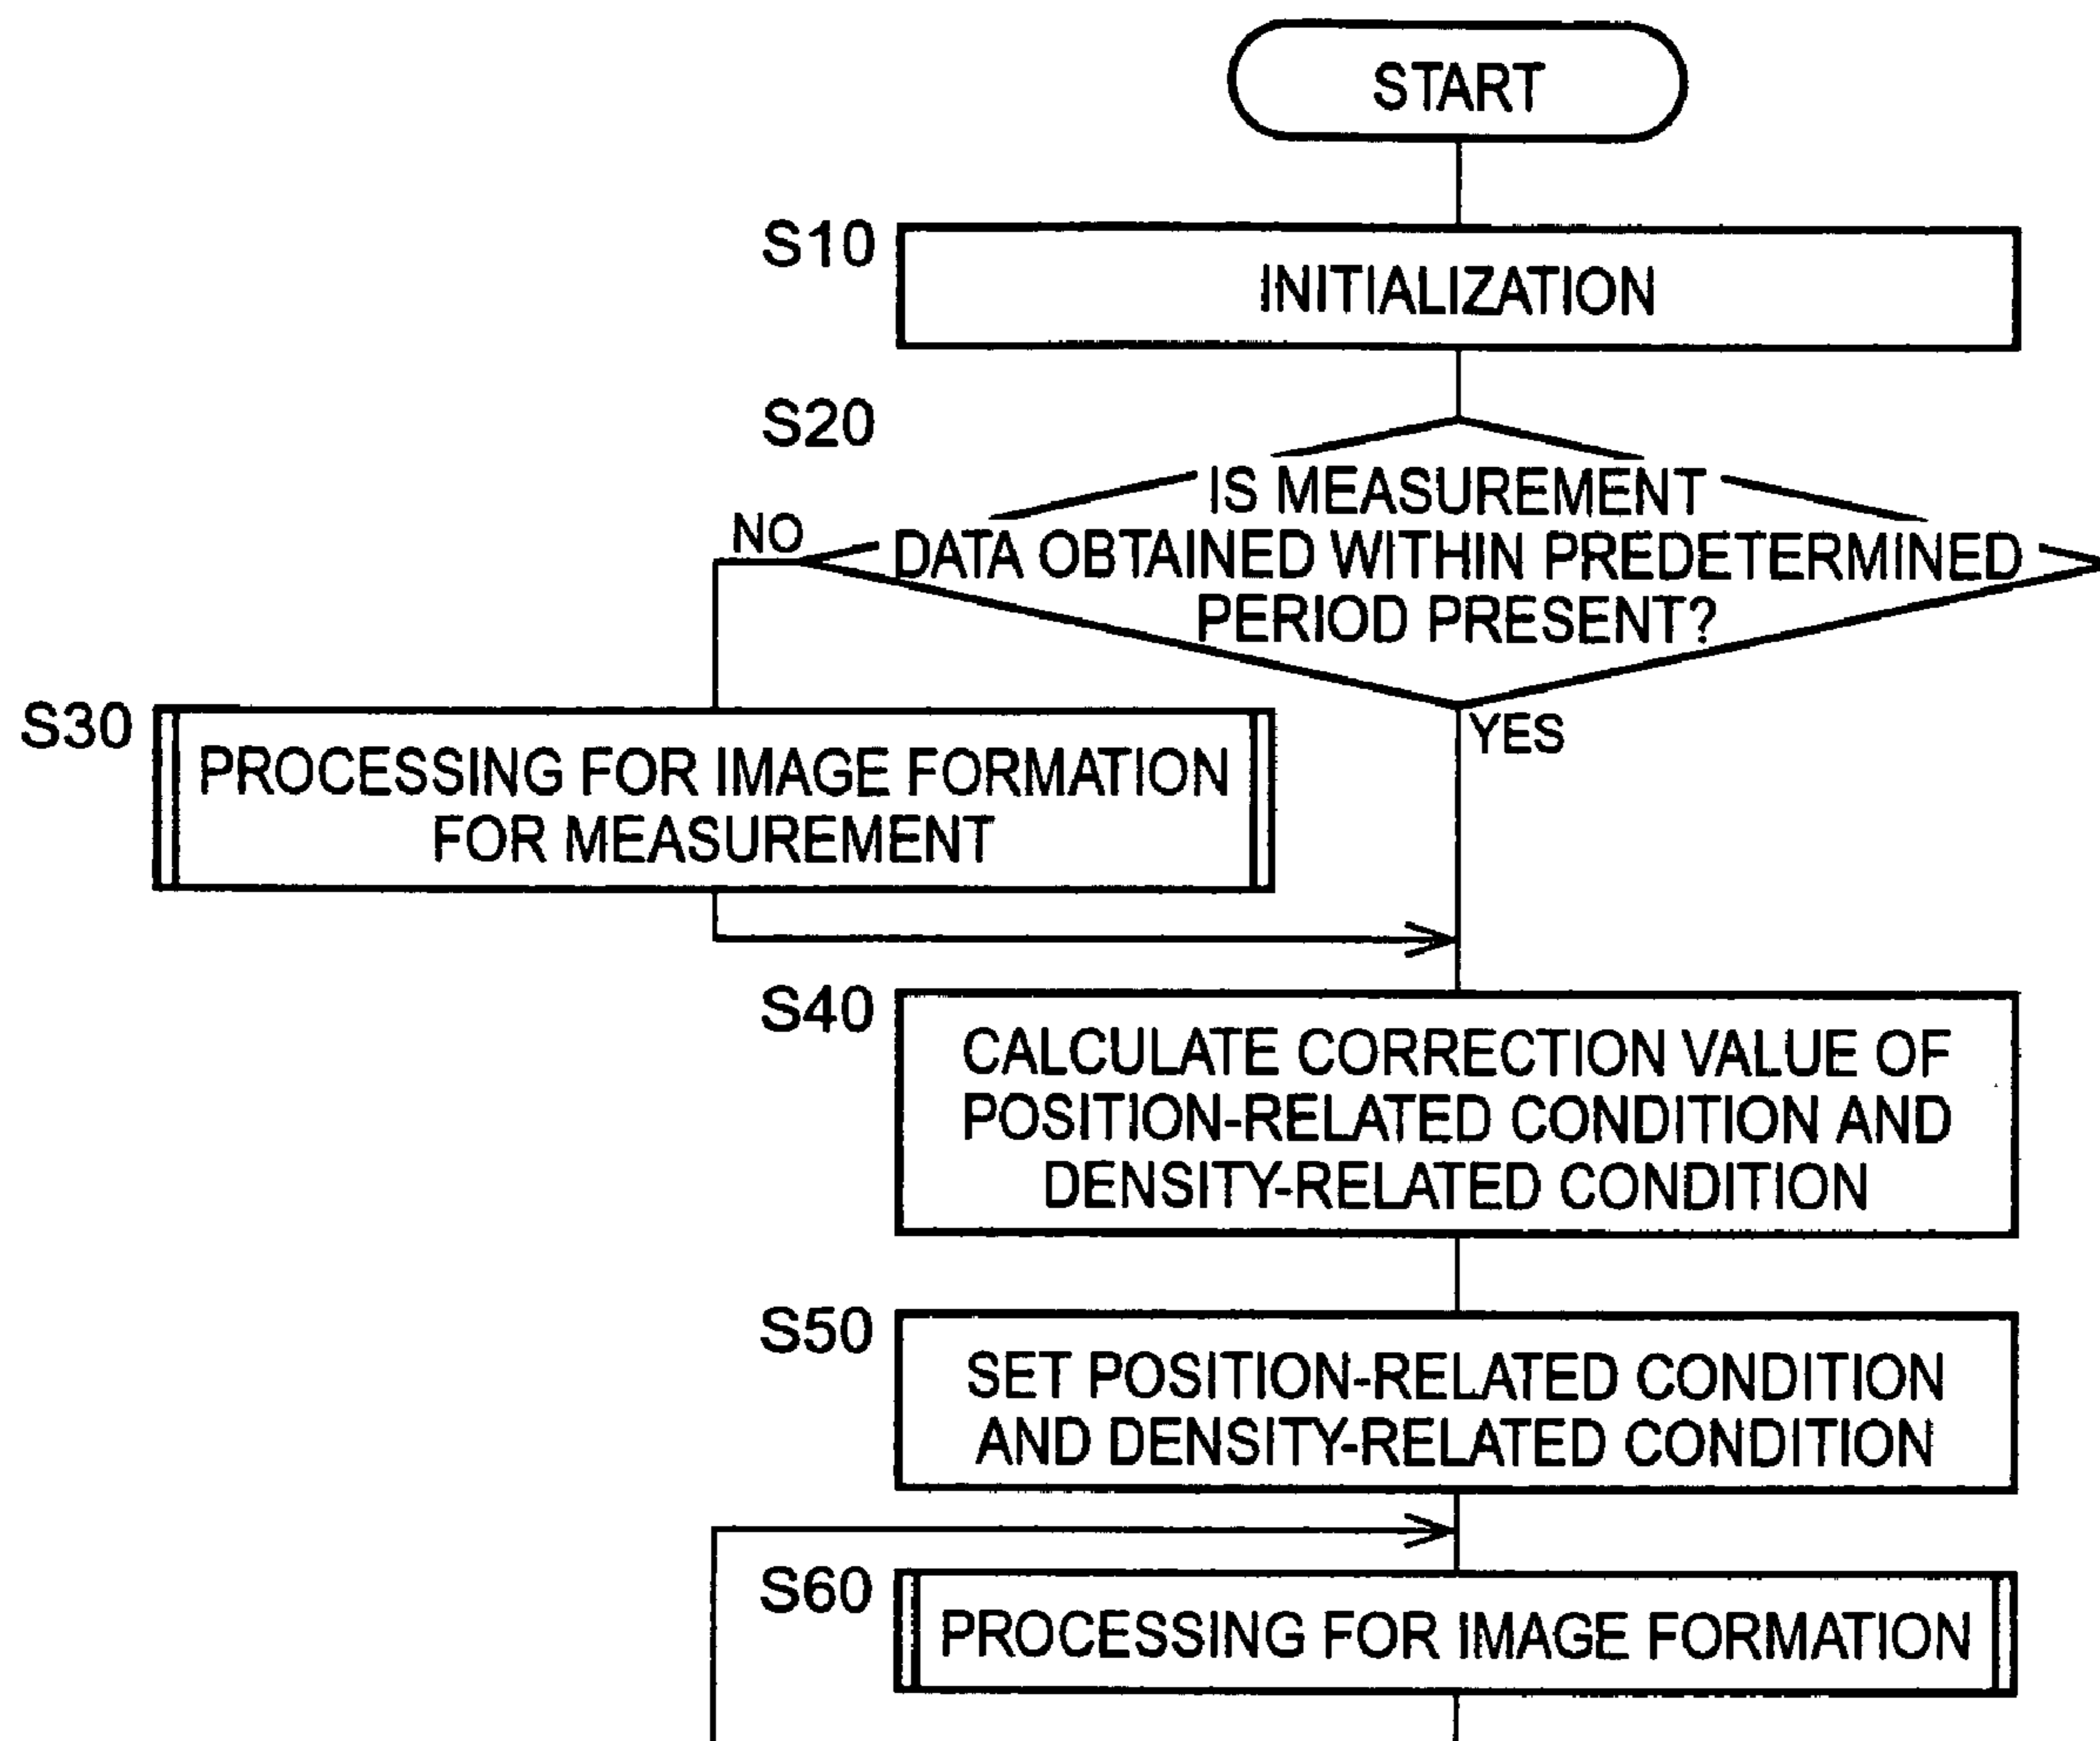 START
S10
INITIALIZATION
S20
IS MEASUREMENT
DATA OBTAINED WITHIN PREDETERMINED
PERIOD PRESENT?
NO
YES
S30
PROCESSING FOR IMAGE FORMATION
FOR MEASUREMENT
S40
CALCULATE CORRECTION VALUE OF
POSITION-RELATED CONDITION AND
DENSITY-RELATED CONDITION
S50
SET POSITION-RELATED CONDITION
AND DENSITY-RELATED CONDITION
S60
PROCESSING FOR IMAGE FORMATION